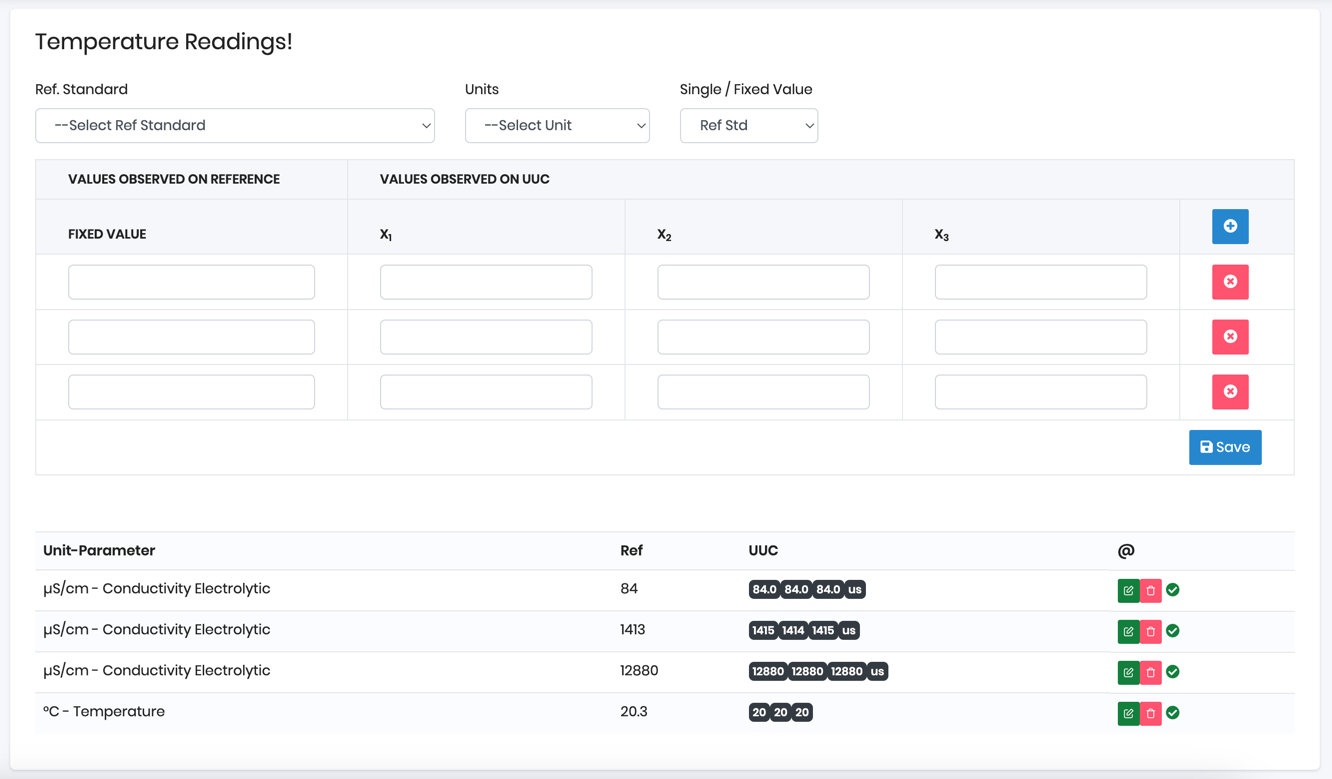 Temperature Readings!
Ref. Standard Units Single / Fixed Value
--Select Ref Standard --Select Unit Ref Std
VALUES OBSERVED ON REFERENCE VALUES OBSERVED ON UUC
FIXED VALUE X1 X2 X3
Save
Unit-Parameter Ref UUC @
µS/cm - Conductivity Electrolytic 84 84.0 84.0 84.0 us
µS/cm - Conductivity Electrolytic 1413 1415 1414 1415 us
µS/cm - Conductivity Electrolytic 12880 12880 12880 12880 us
°C - Temperature 20.3 20 20 20